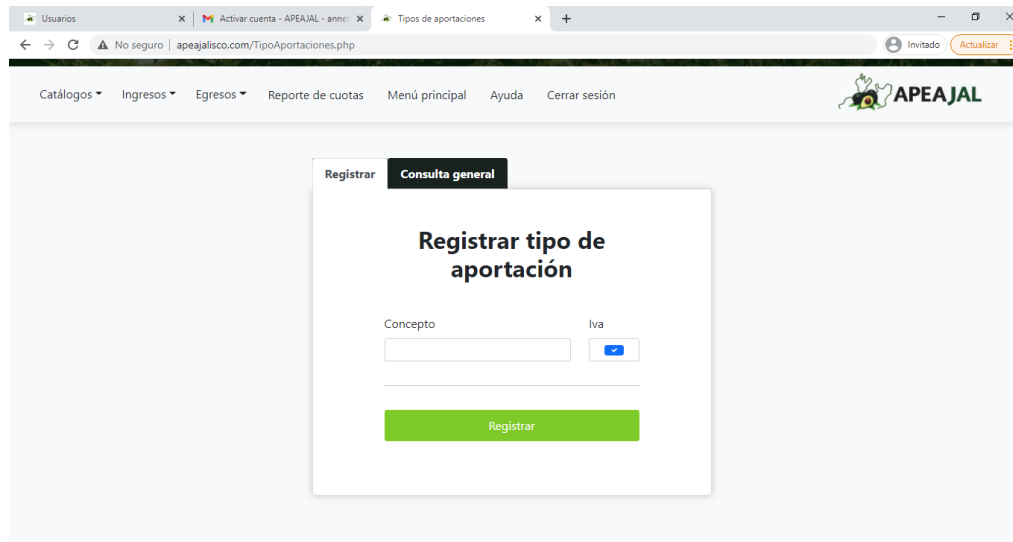 Usuarios
Activar cuenta - APEAJAL - annet
Tipos de aportaciones
No seguro
apeajalisco.com/TipoAportaciones.php
Invitado
Actualizar
Catálogos
Ingresos
Egresos
Reporte de cuotas
Menú principal
Ayuda
Cerrar sesión
APEAJAL
Registrar
Consulta general
Registrar tipo de
aportación
Concepto
Iva
Registrar